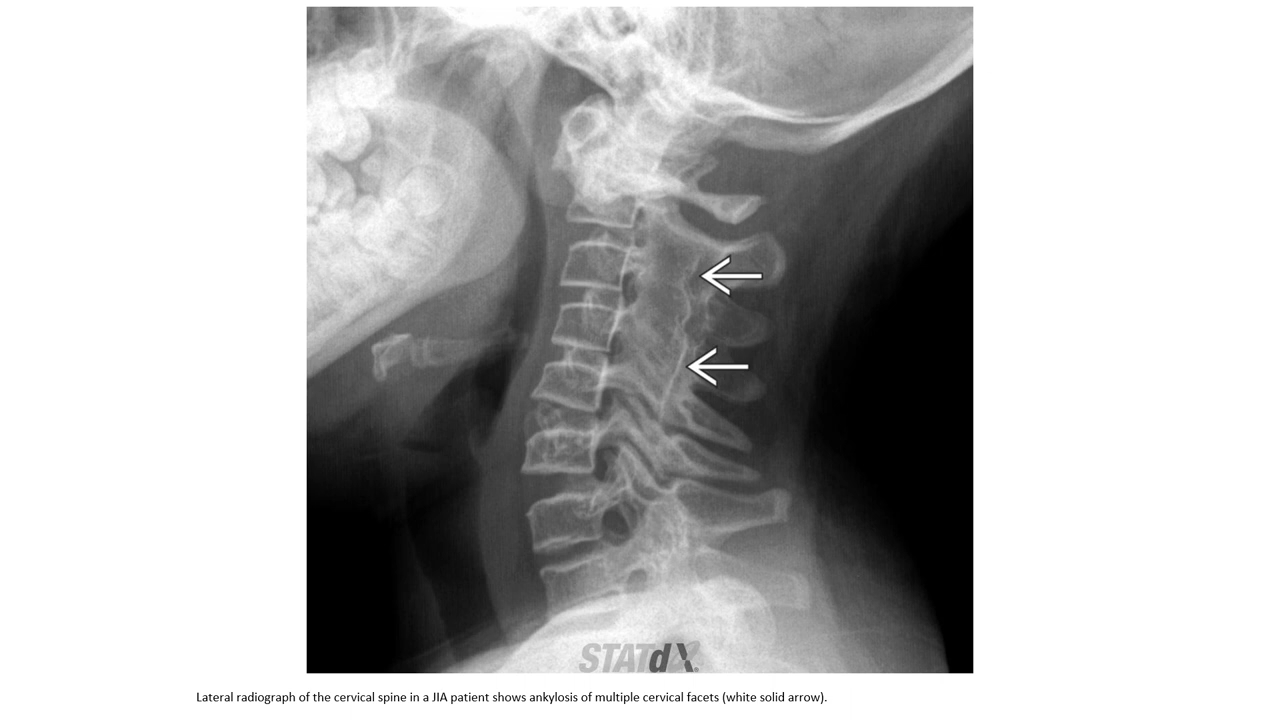 STATdX
Lateral radiograph of the cervical spine in a JIA patient shows ankylosis of multiple cervical facets (white solid arrow).